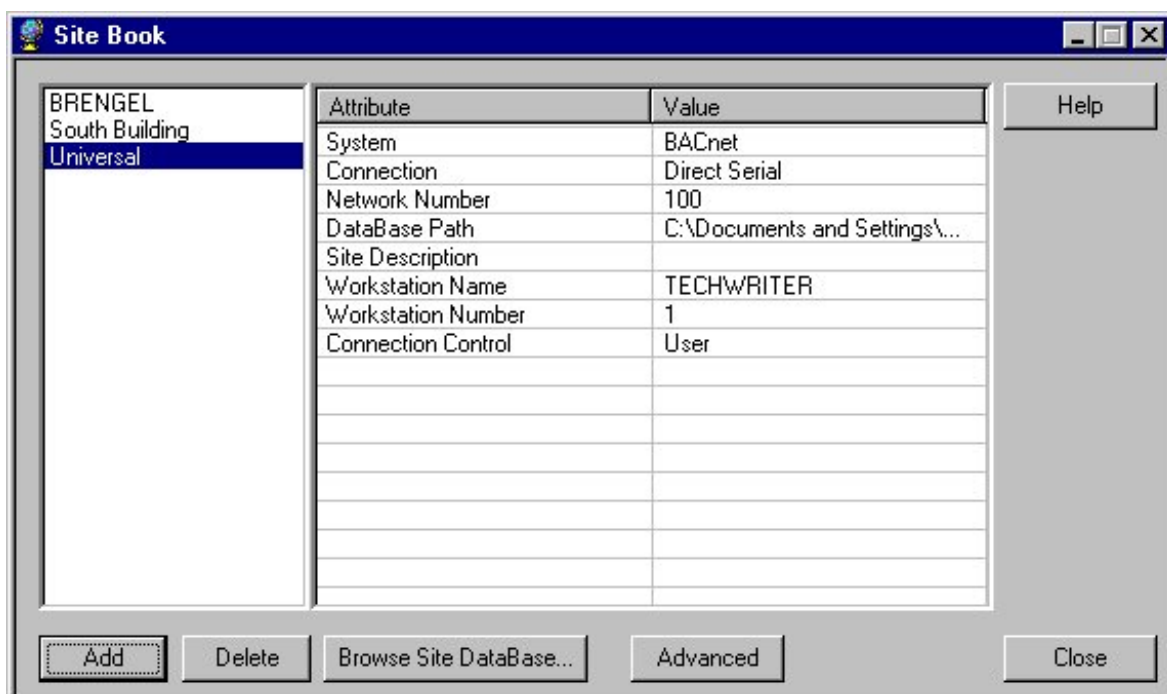 Site Book
BRENGEL
South Building
Universal
Attribute Value
System BACnet
Connection Direct Serial
Network Number 100
DataBase Path C:\Documents and Settings\...
Site Description
Workstation Name TECHWRITER
Workstation Number 1
Connection Control User
Help
Add Delete Browse Site DataBase... Advanced Close